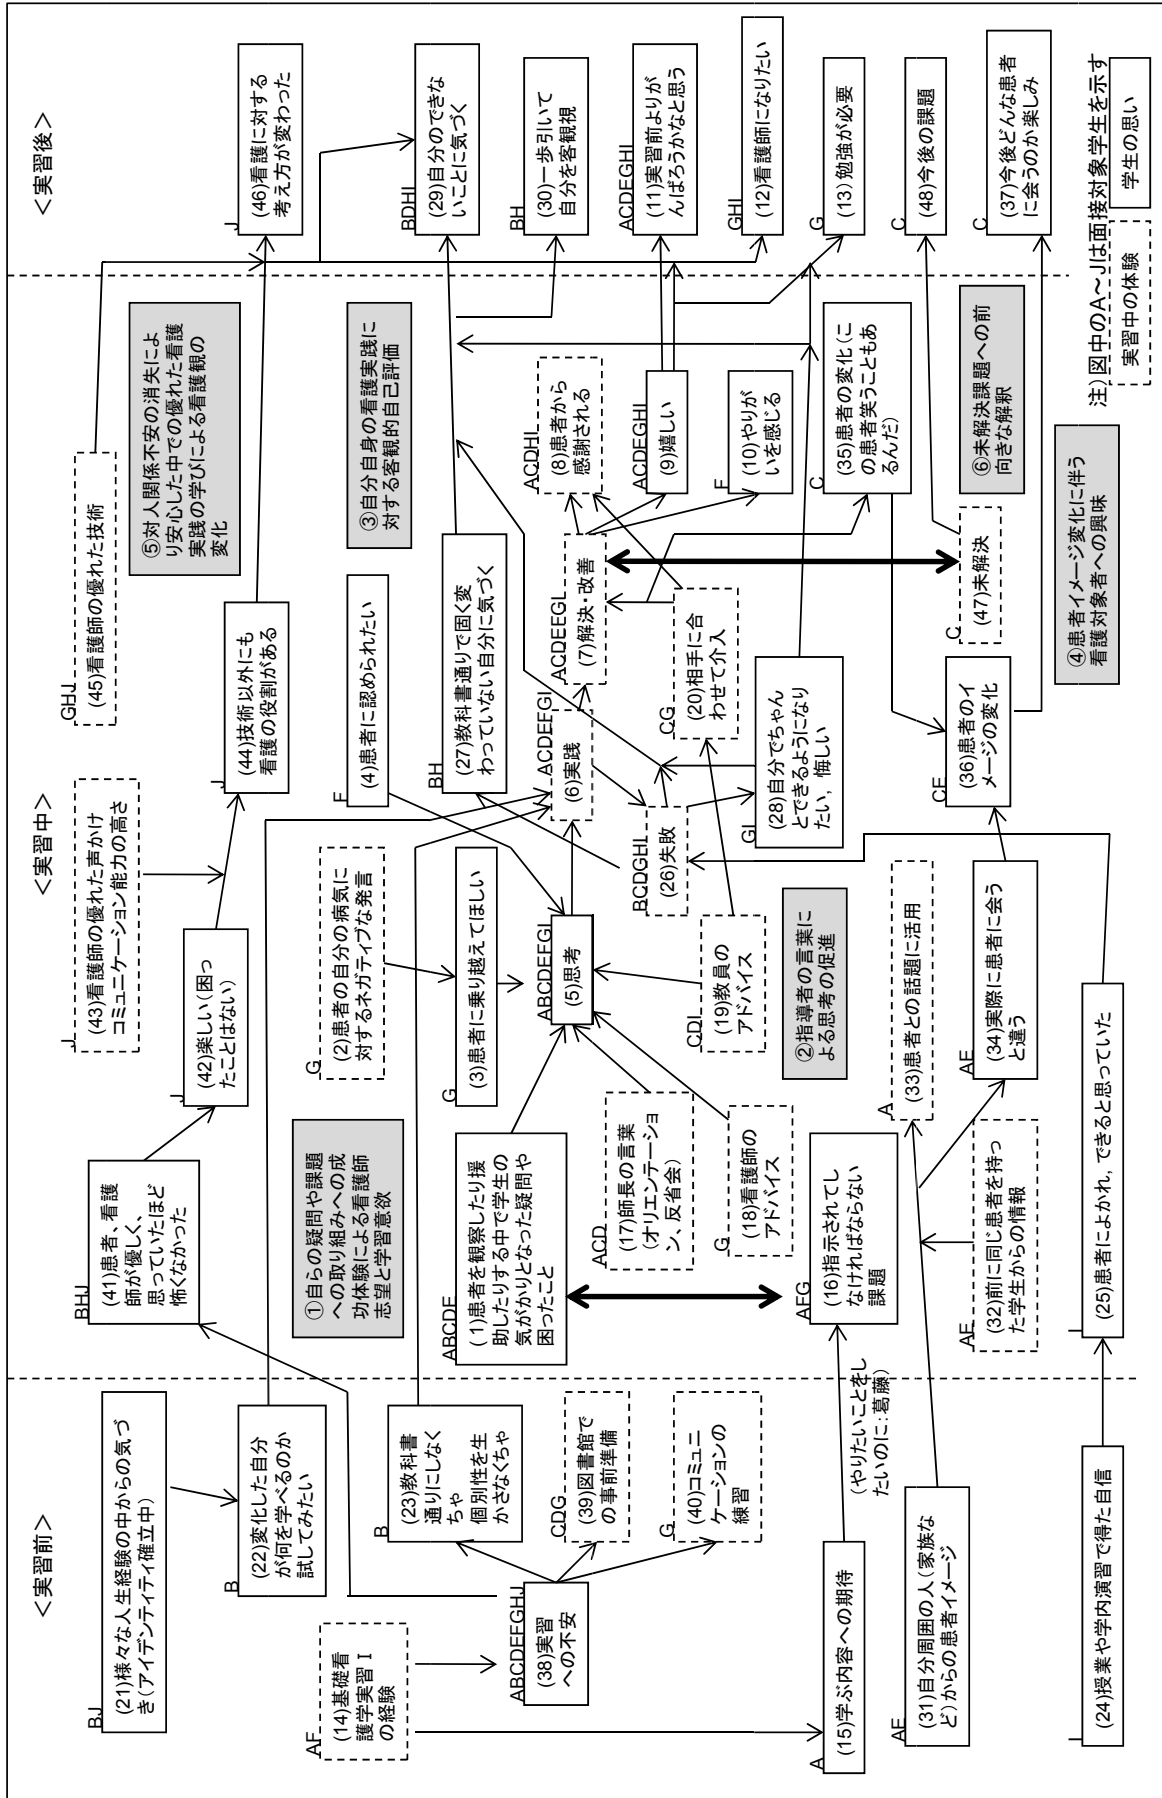 ＜実習前＞
＜実習中＞
＜実習後＞
BJ
(21)様々な人生経験の中からの気づ
き(アイデンティティ確立中)
B
(22)変化した自分
が何を学べるのか
試してみたい
AF
(14)基礎看
護学実習Ⅰ
の経験
ABCDEFGHJ
(38)実習
への不安
B
(23)教科書
通りにしなく
ちゃ
個別性を生
かさなくちゃ
CDG
(39)図書館で
の事前準備
G
(40)コミュニ
ケーションの
練習
A
(15)学ぶ内容への期待
(やりたいことをし
たいのに：葛藤)
AE
(31)自分周囲の人(家族な
ど)からの患者イメージ
I
(24)授業や学内演習で得た自信
BHJ
(41)患者、看護
師が優しく、
思っていたほど
怖くなかった
①自らの疑問や課題
への取り組みへの成
功体験による看護師
志望と学習意欲
ABCDE
(1)患者を観察したり援
助したりする中で学生の
気がかりとなった疑問や
困ったこと
ACD
(17)師長の言葉
(オリエンテーショ
ン、反省会)
G
(18)看護師の
アドバイス
AFG
(16)指示されてし
なければならない
課題
AE
(32)前に同じ患者を持っ
た学生からの情報
I
(25)患者によかれ，できると思っていた
J
(43)看護師の優れた声かけ
コミュニケーション能力の高さ
J
(42)楽しい(困っ
たことはない)
G
(2)患者の自分の病気に
対するネガティブな発言
G
(3)患者に乗り越えてほしい
ABCDEEFGI
(5)思考
CDI
(19)教員の
アドバイス
②指導者の言葉に
よる思考の促進
A
(33)患者との話題に活用
AE
(34)実際に患者に会う
と違う
GHJ
(45)看護師の優れた技術
J
(44)技術以外にも
看護の役割がある
F
(4)患者に認められたい
BH
(27)教科書通りで固く変
わっていない自分に気づく
ACDEEGI
(6)実践
BCDGHI
(26)失敗
GI
(28)自分でちゃん
とできるようになり
たい，悔しい
CG
(20)相手に合
わせて介入
ACDEEGI
(7)解決・改善
CE
(36)患者のイ
メージの変化
C
(47)未解決
④患者イメージ変化に伴う
看護対象者への興味
⑤対人関係不安の消失によ
り安心した中での優れた看護
実践の学びによる看護観の
変化
③自分自身の看護実践に
対する客観的自己評価
ACDHI
(8)患者から
感謝される
ACDEGHI
(9)嬉しい
F
(10)やりが
いを感じる
C
(35)患者の変化(こ
の患者笑うこともあ
るんだ)
⑥未解決課題への前
向きな解釈
J
(46)看護に対する
考え方が変わった
BDHI
(29)自分のできな
いことに気づく
BH
(30)一歩引いて
自分を客観視
ACDEGHI
(11)実習前よりが
んばろうかなと思う
GHI
(12)看護師になりたい
G
(13)勉強が必要
C
(48)今後の課題
C
(37)今後どんな患者
に会うのか楽しみ
注)図中のA〜Jは面接対象学生を示す
実習中の体験
学生の思い